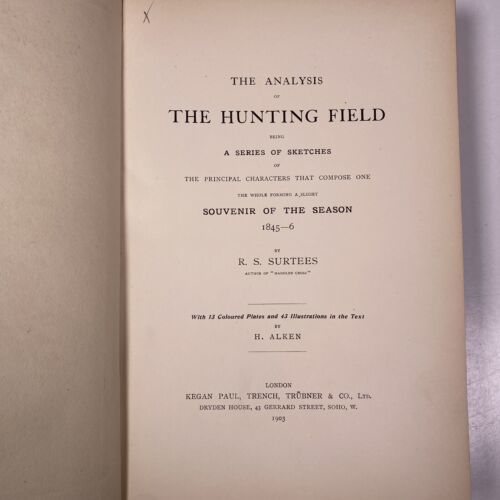 X
THE ANALYSIS
OF
THE HUNTING FIELD
BEING
A SERIES OF SKETCHES
OF
THE PRINCIPAL CHARACTERS THAT COMPOSE ONE
THE WHOLE FORMING A SLIGHT
SOUVENIR OF THE SEASON
1845—6
BY
R. S. SURTEES
AUTHOR OF "HANDLEY CROSS"
With 13 Coloured Plates and 43 Illustrations in the Text
BY
H. ALKEN
LONDON
KEGAN PAUL, TRENCH, TRÜBNER & CO., LTD.
DRYDEN HOUSE, 43 GERRARD STREET, SOHO, W.
1903